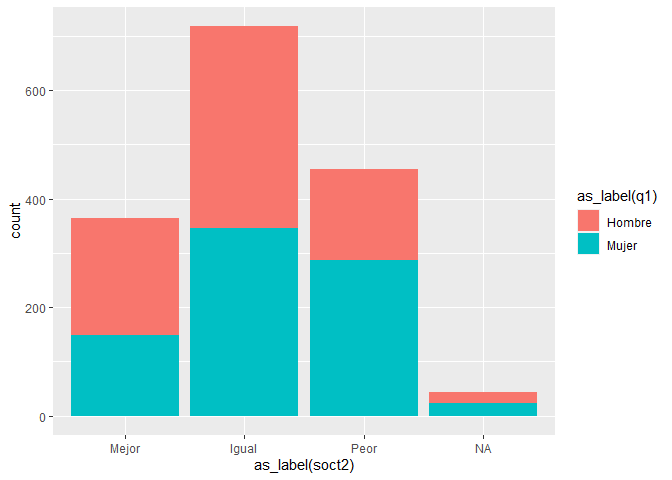 600
400
200
0
count
Mejor Igual Peor NA
as_label(soct2)
as_label(q1)
Hombre
Mujer